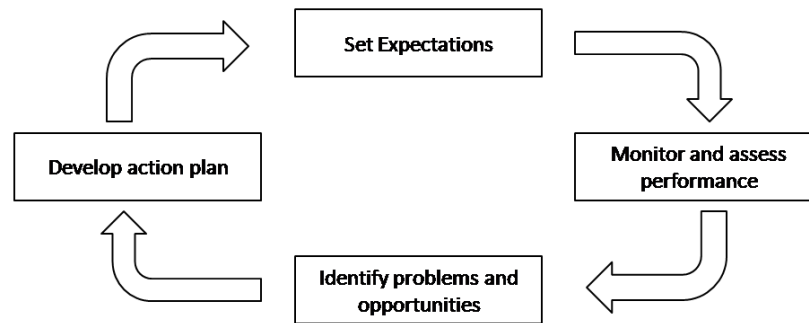 Set Expectations
Monitor and assess
performance
Identify problems and
opportunities
Develop action plan